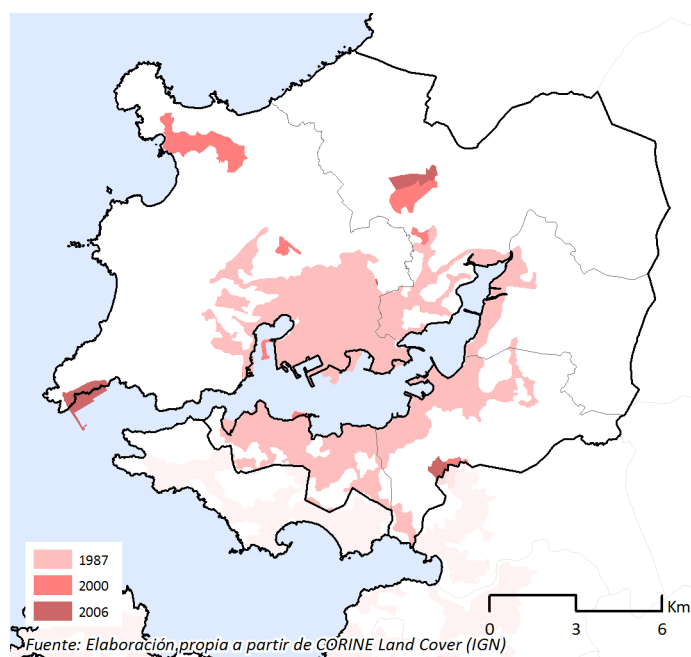 1987
2000
2006
Km
0 3 6
Fuente: Elaboración propia a partir de CORINE Land Cover (IGN)